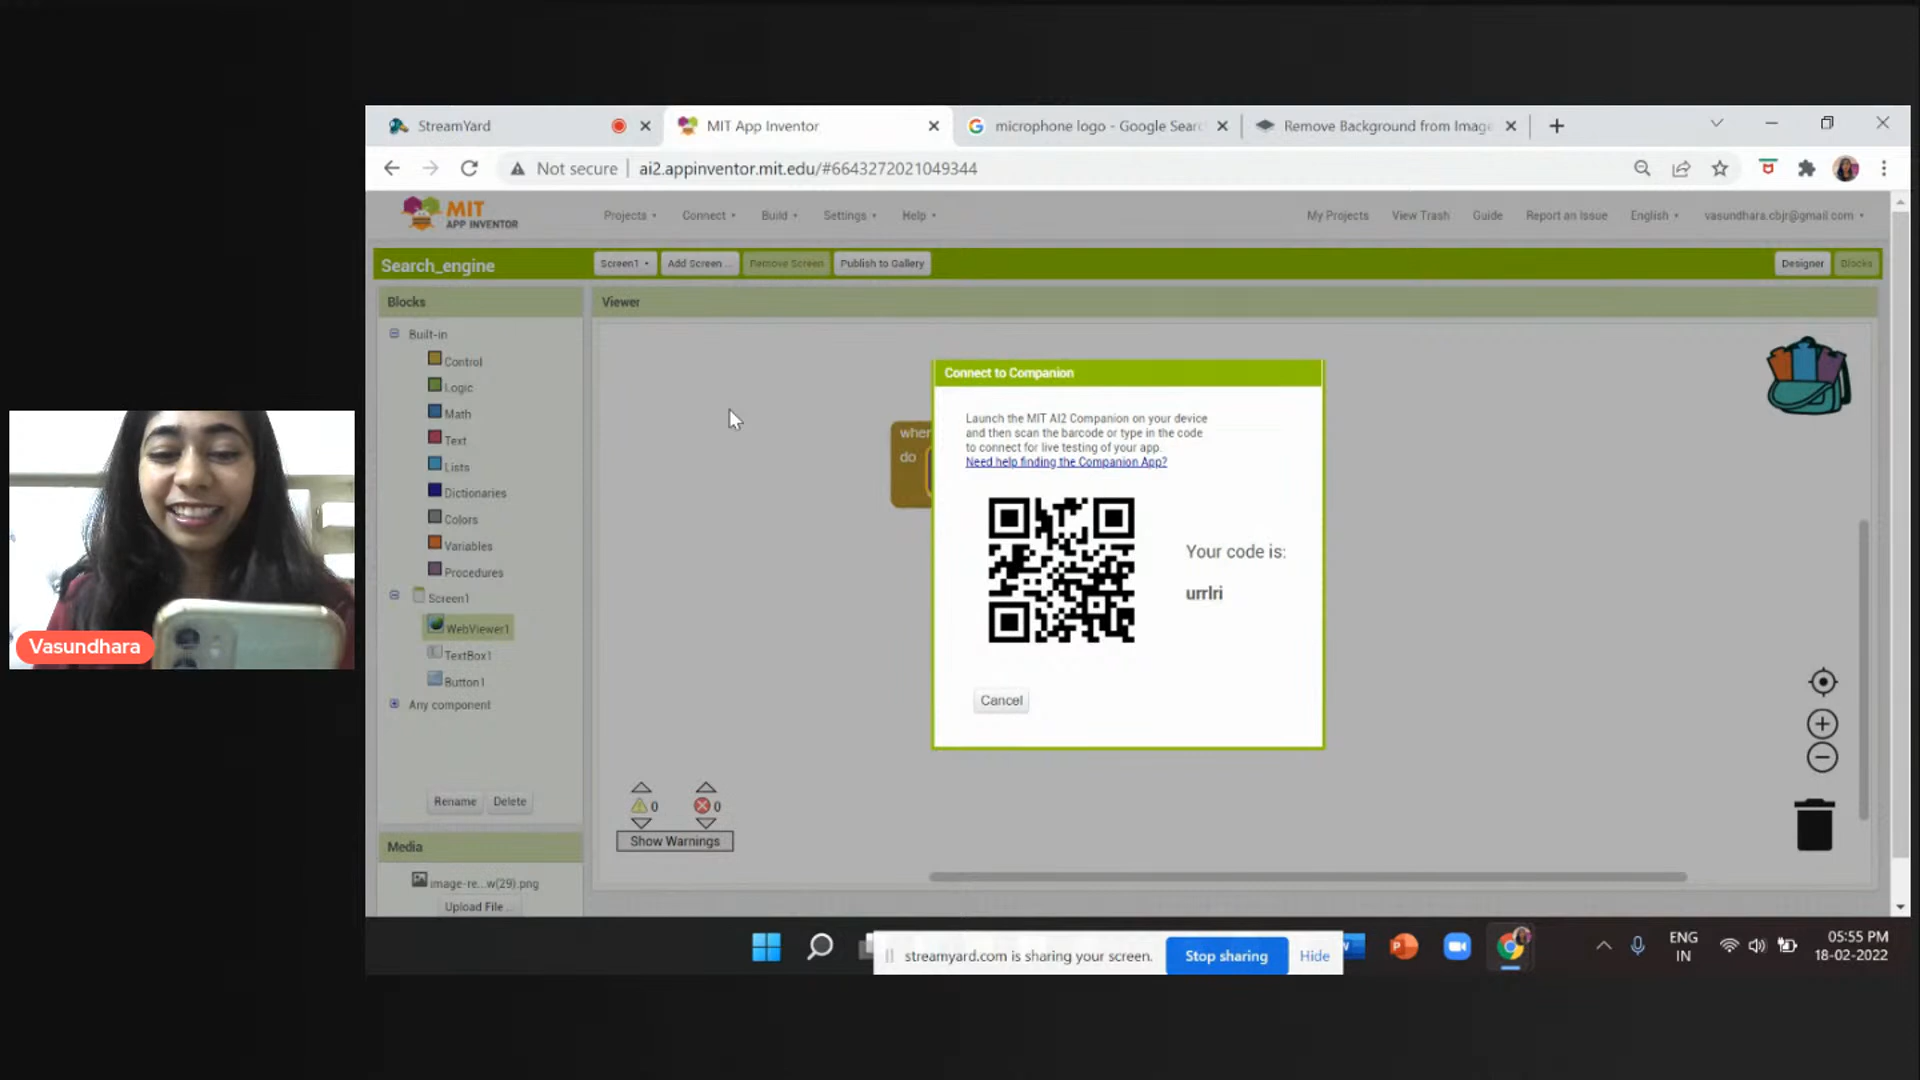 StreamYard
MIT App Inventor
microphone logo - Google Searc
Remove Background from Image
Not secure
ai2.appinventor.mit.edu/#6643272021049344
MIT
APP INVENTOR
Projects
Connect
Build
Settings
Help
My Projects
View Trash
Guide
Report an Issue
English
vasundhara.cbjr@gmail.com
Search_engine
Screen1
Add Screen ...
Remove Screen
Publish to Gallery
Designer
Blocks
Blocks
Viewer
Built-in
Control
Logic
Math
Text
Lists
Dictionaries
Colors
Variables
Procedures
Screen1
WebViewer1
TextBox1
Button1
Any component
Rename
Delete
Media
image-re...w(29).png
Upload File ...
when
do
Connect to Companion
Launch the MIT AI2 Companion on your device
and then scan the barcode or type in the code
to connect for live testing of your app.
Need help finding the Companion App?
Your code is:
urrlri
Cancel
0
0
Show Warnings
Vasundhara
streamyard.com is sharing your screen.
Stop sharing
Hide
ENG
IN
05:55 PM
18-02-2022